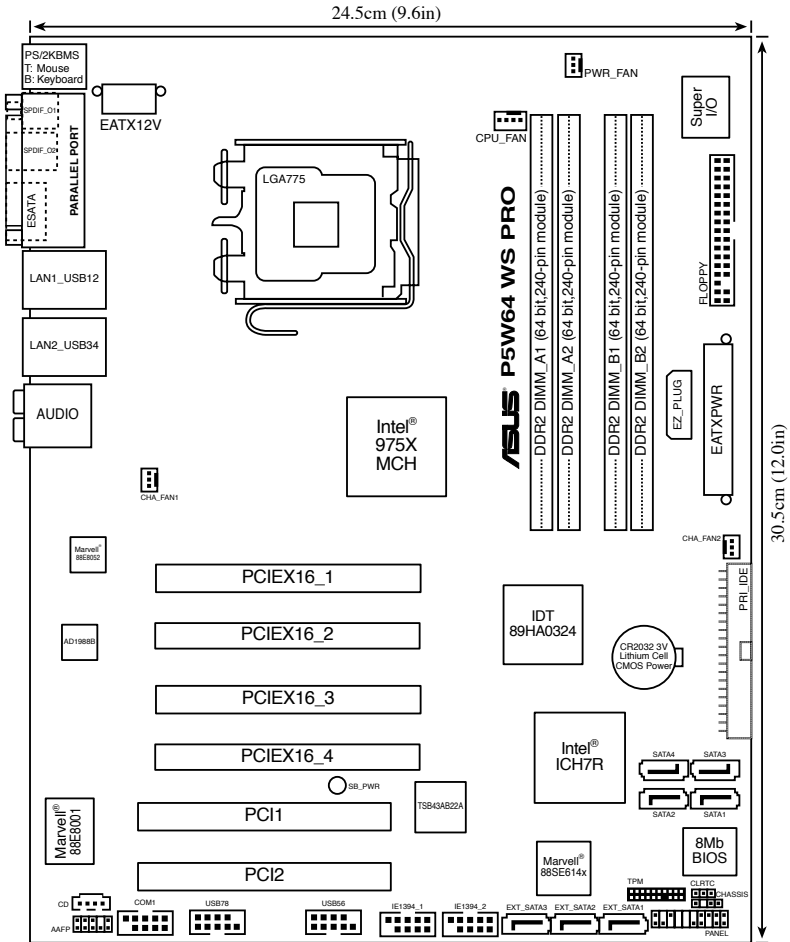 24.5cm (9.6in)
PS/2KBMS
T: Mouse
B: Keyboard
SPDIF_O1
SPDIF_O2
ESATA
PARALLEL PORT
EATX12V
PWR_FAN
CPU_FAN
Super
I/O
LGA775
FLOPPY
LAN1_USB12
LAN2_USB34
AUDIO
ASUS® P5W64 WS PRO
DDR2 DIMM_A1 (64 bit,240-pin module)
DDR2 DIMM_A2 (64 bit,240-pin module)
DDR2 DIMM_B1 (64 bit,240-pin module)
DDR2 DIMM_B2 (64 bit,240-pin module)
EZ_PLUG
EATXPWR
30.5cm (12.0in)
Intel®
975X
MCH
CHA_FAN1
CHA_FAN2
Marvell®
88E8052
PCIEX16_1
PRI_IDE
IDT
89HA0324
AD1988B
PCIEX16_2
CR2032 3V
Lithium Cell
CMOS Power
PCIEX16_3
Intel®
ICH7R
PCIEX16_4
SATA4
SATA3
SB_PWR
TSB43AB22A
SATA2
SATA1
Marvell®
88E8001
PCI1
8Mb
BIOS
Marvell®
88SE614x
PCI2
TPM
CLRTC
CHASSIS
CD
COM1
USB78
USB56
IE1394_1
IE1394_2
EXT_SATA3
EXT_SATA2
EXT_SATA1
AAFP
PANEL